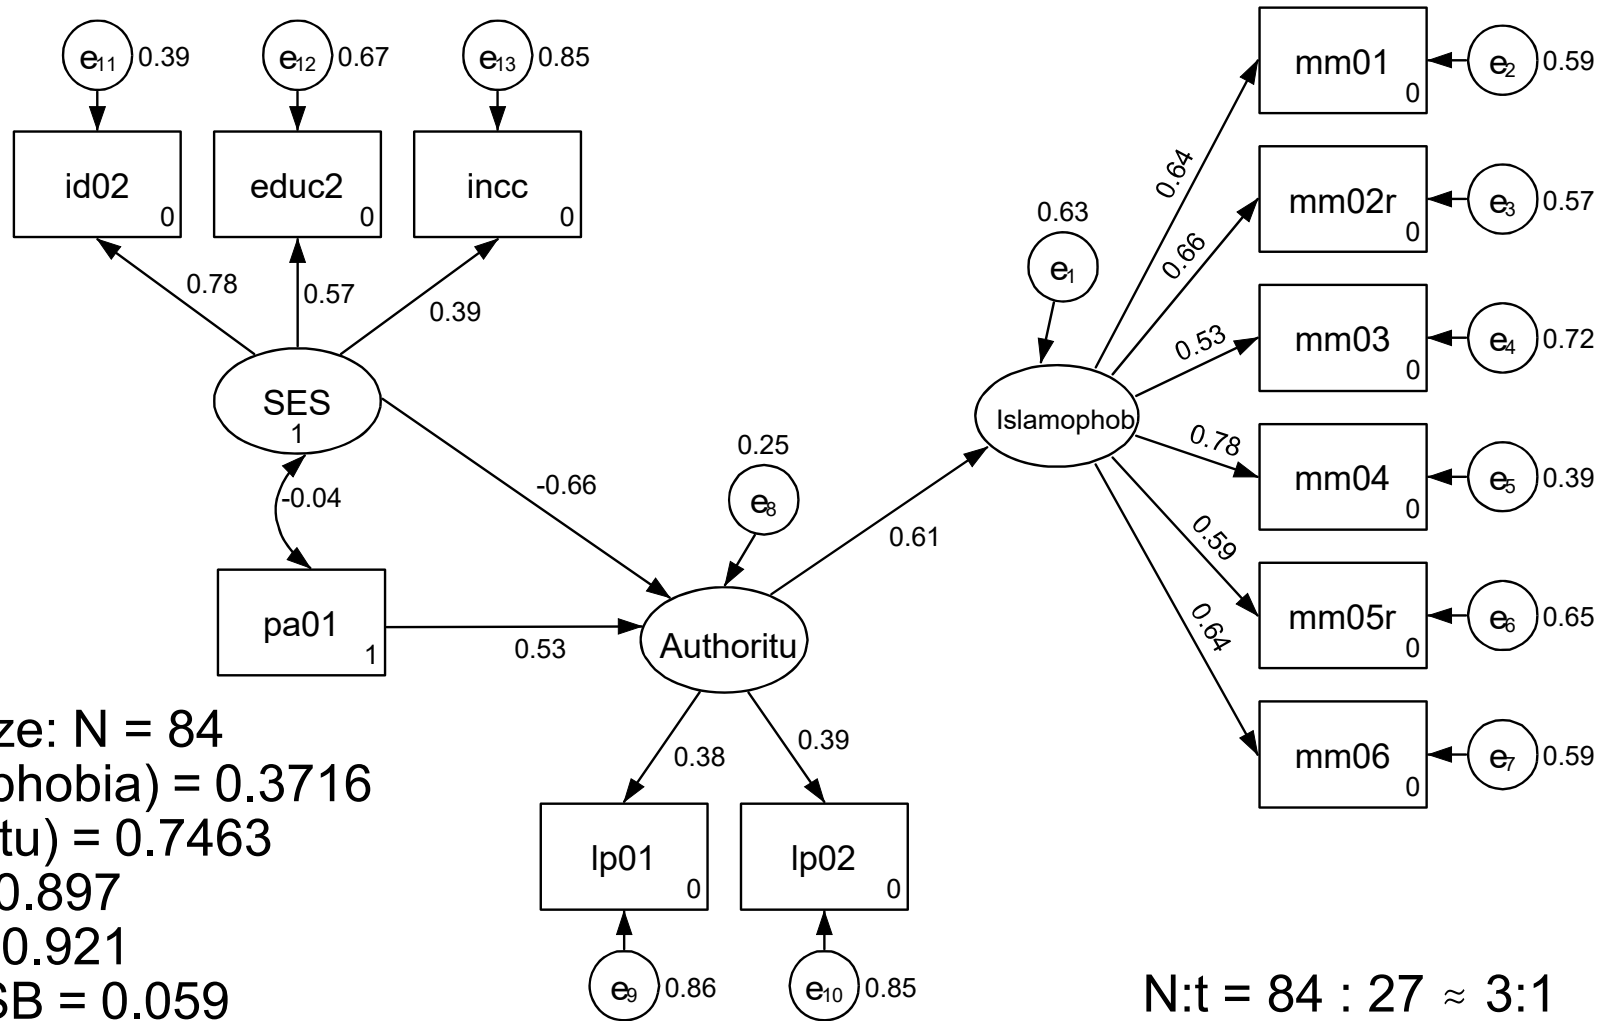 e11 0.39 e12 0.67 e13 0.85
id02 0
educ2 0
incc 0
0.78 0.57 0.39
SES
1
-0.04
pa01 1
-0.66
0.53
0.25
e8
Authoritu
0.61
0.38 0.39
lp01 0
lp02 0
e9 0.86 e10 0.85
0.63
e1
Islamophob
0.64
0.66
0.53
0.78
0.59
0.64
mm01 0 e2 0.59
mm02r 0 e3 0.57
mm03 0 e4 0.72
mm04 0 e5 0.39
mm05r 0 e6 0.65
mm06 0 e7 0.59
ze: N = 84
phobia) = 0.3716
tu) = 0.7463
0.897
0.921
SB = 0.059
N:t = 84 : 27 ≈ 3:1